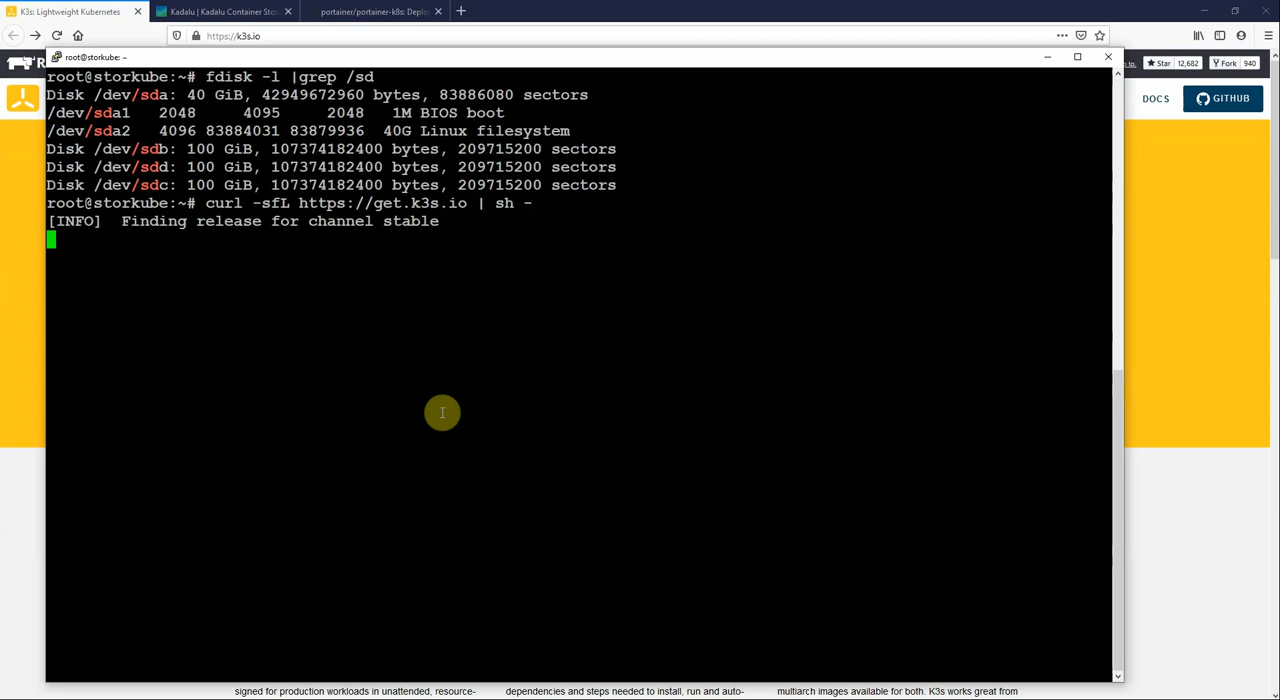 K3s: Lightweight Kubernetes
Kadalu | Kadalu Container Sto
portainer/portainer-k8s: Deplo
https://k3s.io
root@storkube: ~
Star 12,682
Fork 940
DOCS
GITHUB
root@storkube:~# fdisk -l |grep /sd
Disk /dev/sda: 40 GiB, 42949672960 bytes, 83886080 sectors
/dev/sda1 2048 4095 2048 1M BIOS boot
/dev/sda2 4096 83884031 83879936 40G Linux filesystem
Disk /dev/sdb: 100 GiB, 107374182400 bytes, 209715200 sectors
Disk /dev/sdd: 100 GiB, 107374182400 bytes, 209715200 sectors
Disk /dev/sdc: 100 GiB, 107374182400 bytes, 209715200 sectors
root@storkube:~# curl -sfL https://get.k3s.io | sh -
[INFO] Finding release for channel stable
signed for production workloads in unattended, resource-
dependencies and steps needed to install, run and auto-
multiarch images available for both. K3s works great from